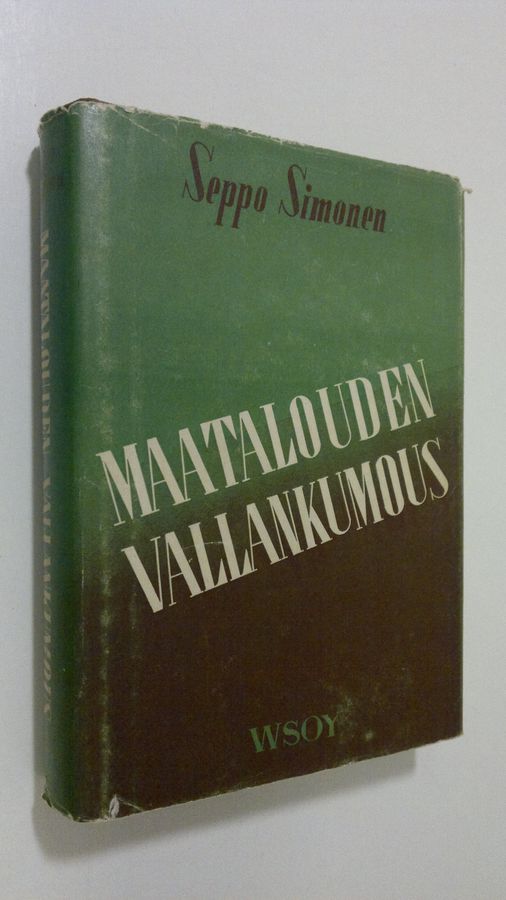 Seppo Simonen
MAATALOUDEN
VALLANKUMOUS
WSOY
MAATALOUDEN VALLANKUMOUS